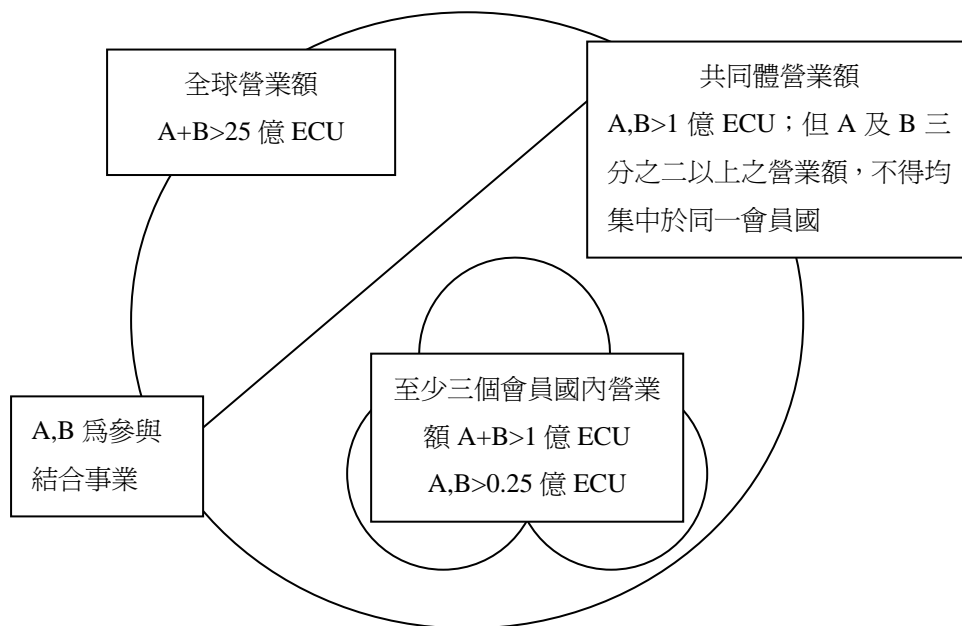 全球營業額
A+B>25 億 ECU
共同體營業額
A,B>1 億 ECU；但 A 及 B 三
分之二以上之營業額，不得均
集中於同一會員國
至少三個會員國內營業
額 A+B>1 億 ECU
A,B>0.25 億 ECU
A,B 爲參與
結合事業